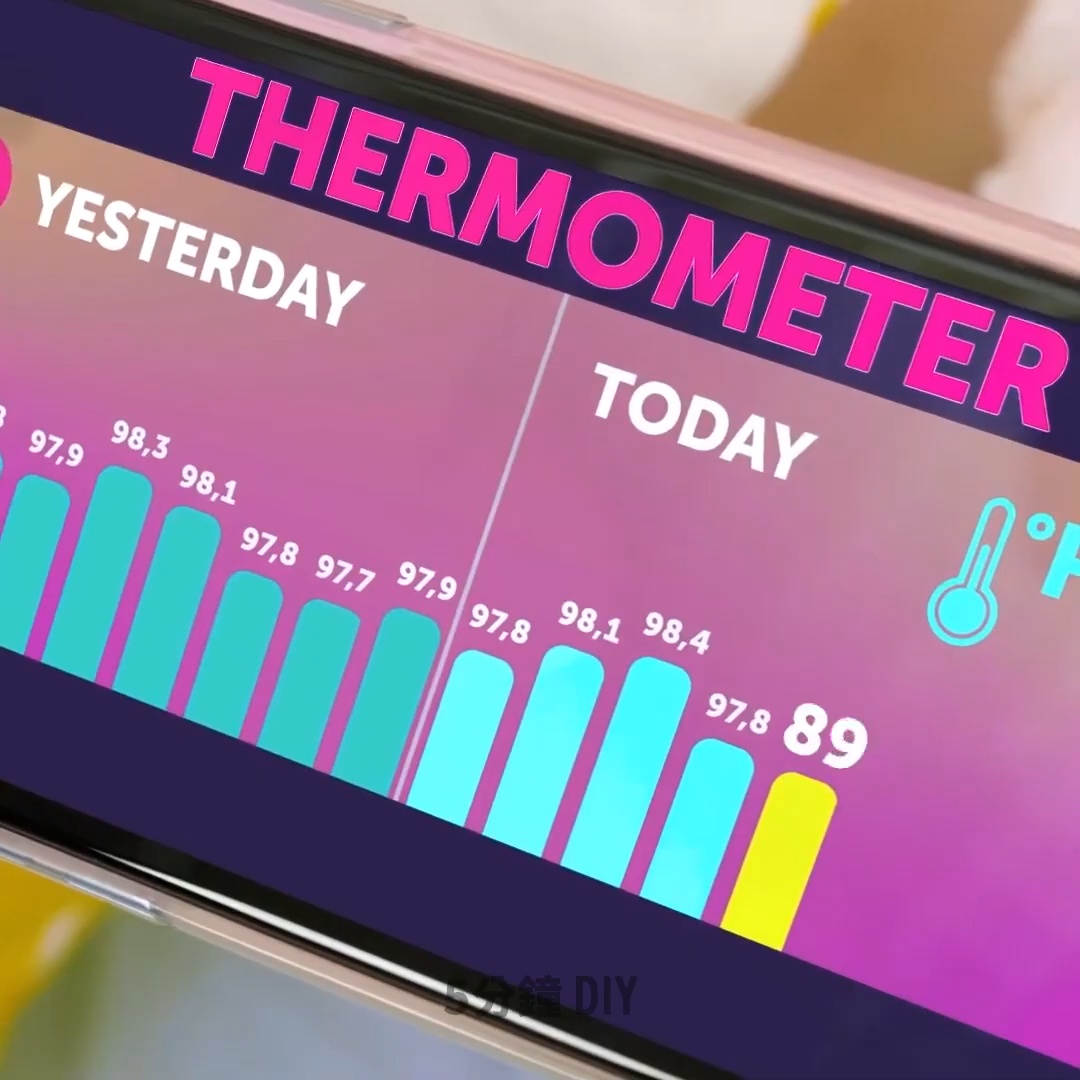 THERMOMETER
YESTERDAY
TODAY
97,9 98,3 98,1 97,8 97,7 97,9 97,8 98,1 98,4 97,8 89
5分鐘 DIY